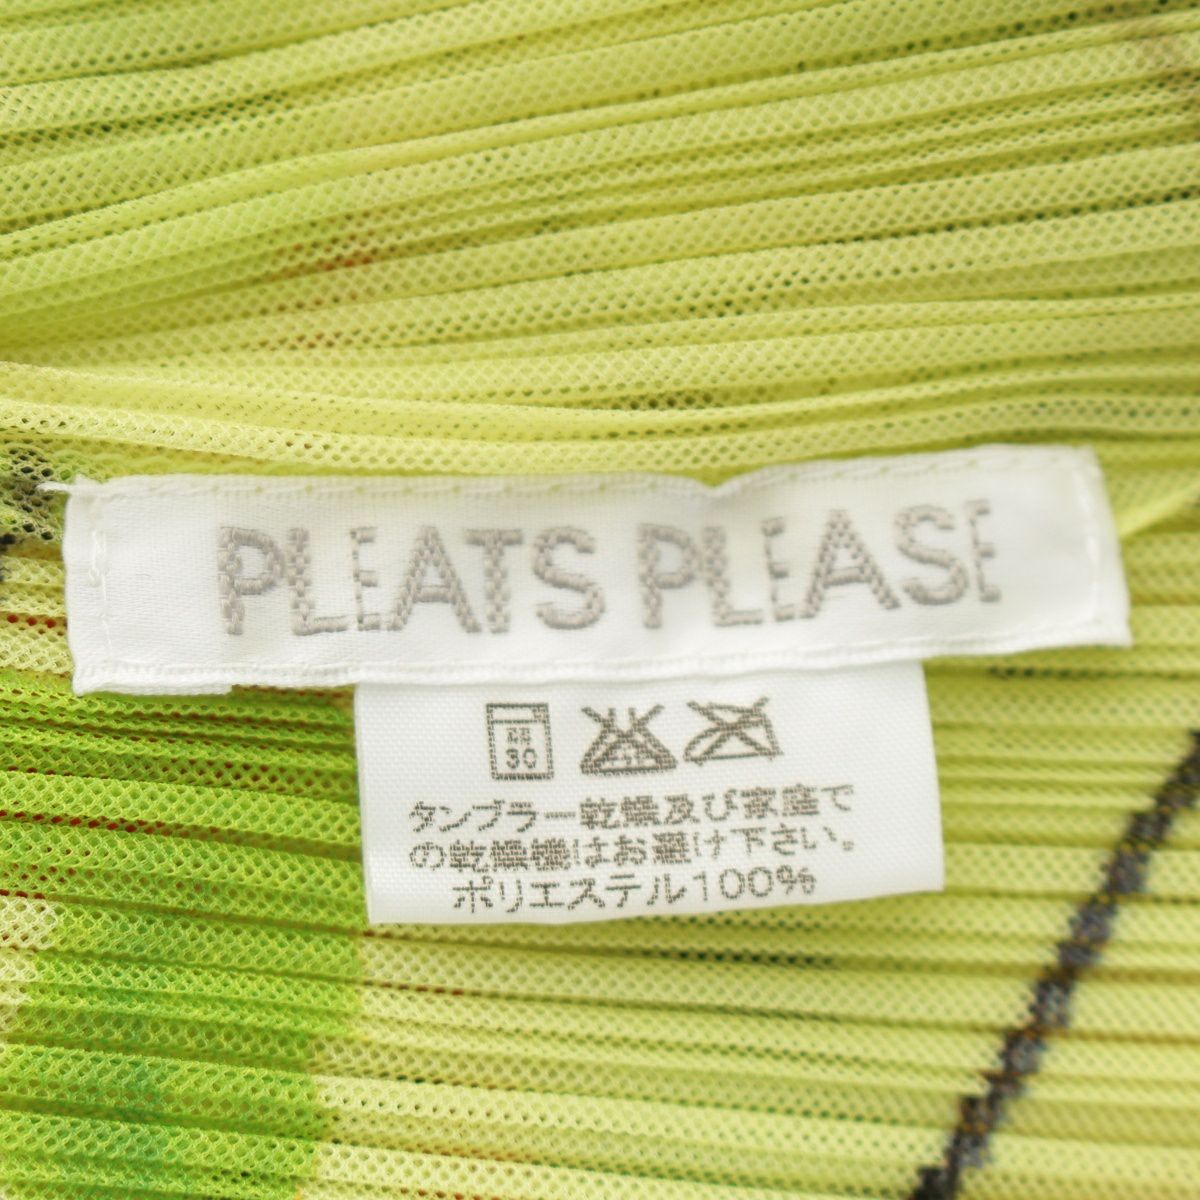 PLEATS PLEASE
30
タンブラー乾燥及び家庭で
の乾燥機はお避け下さい。
ポリエステル100%